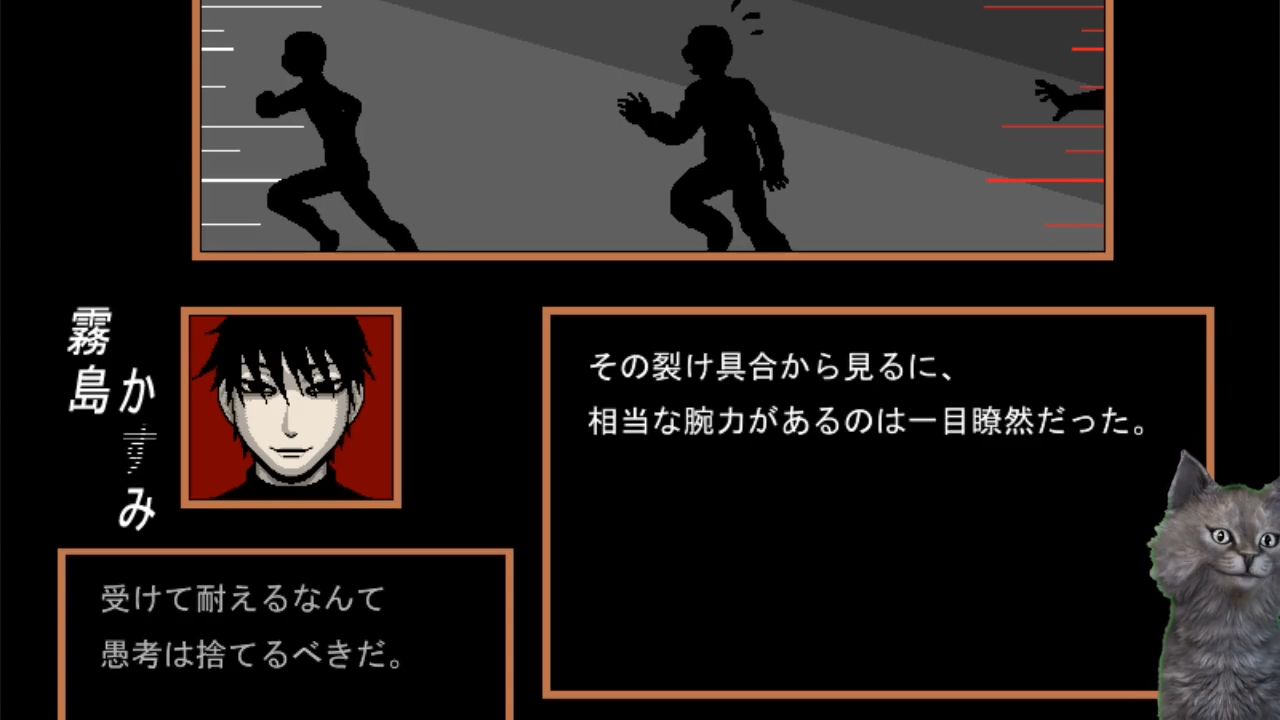 霧島
かすみ
その裂け具合から見るに、
相当な腕力があるのは一目瞭然だった。
受けて耐えるなんて
愚考は捨てるべきだ。